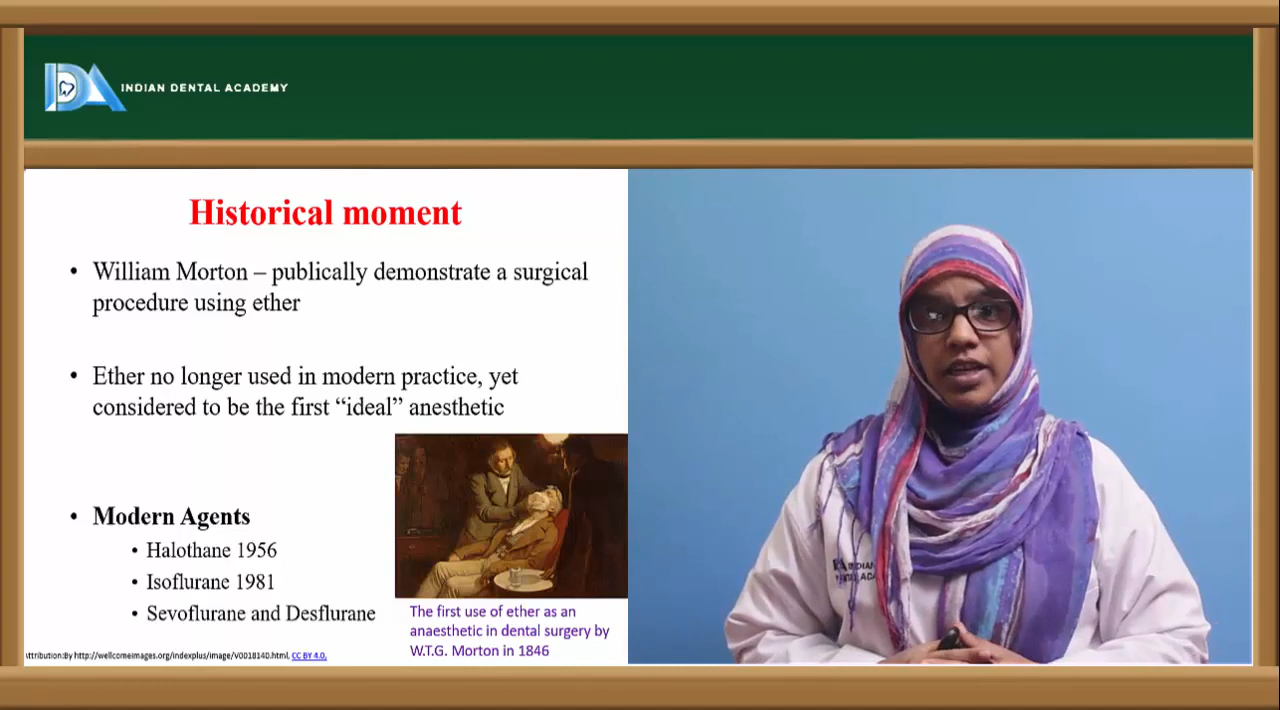 INDIAN DENTAL ACADEMY
Historical moment
• William Morton – publically demonstrate a surgical
procedure using ether
• Ether no longer used in modern practice, yet
considered to be the first “ideal” anesthetic
• Modern Agents
• Halothane 1956
• Isoflurane 1981
• Sevoflurane and Desflurane
The first use of ether as an
anaesthetic in dental surgery by
W.T.G. Morton in 1846
ttribution:By http://wellcomeimages.org/indexplus/image/V0018140.html, CC BY 4.0,